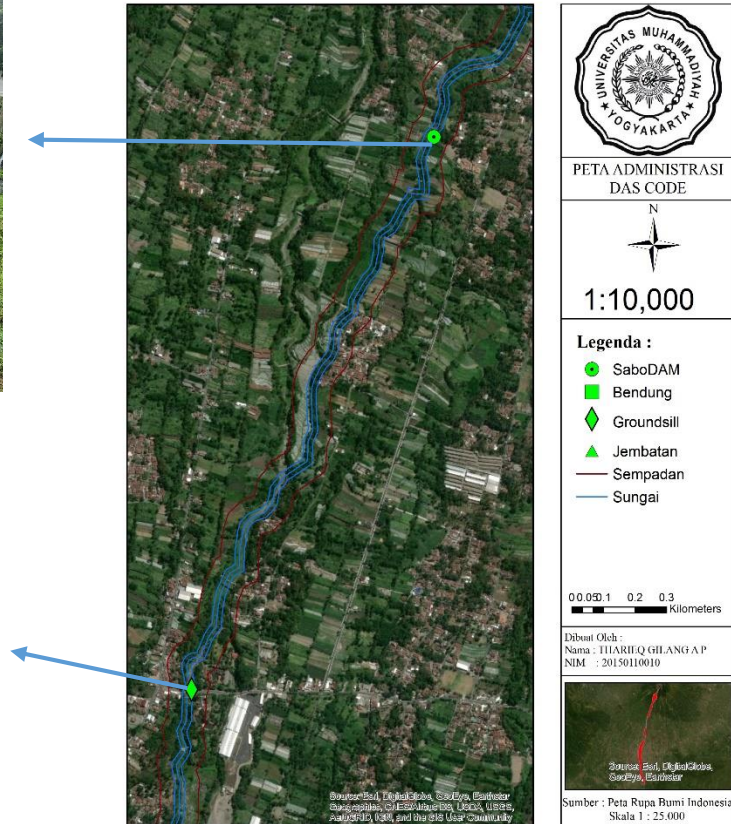 UNIVERSITAS MUHAMMADIYAH
YOGYAKARTA
PETA ADMINISTRASI
DAS CODE
N
1:10,000
Legenda :
SaboDAM
Bendung
Groundsill
Jembatan
Sempadan
Sungai
0 0.05 0.1 0.2 0.3
Kilometers
Dibuat Oleh :
Nama : THARIEQ GILANG A P
NIM : 20150110010
Source: Esri, DigitalGlobe,
GeoEye, Earthstar
Sumber : Peta Rupa Bumi Indonesia
Skala 1 : 25.000
Source: Esri, DigitalGlobe, GeoEye, Earthstar
Geographics, CNES/Airbus DS, USDA, USGS,
AeroGRID, IGN, and the GIS User Community